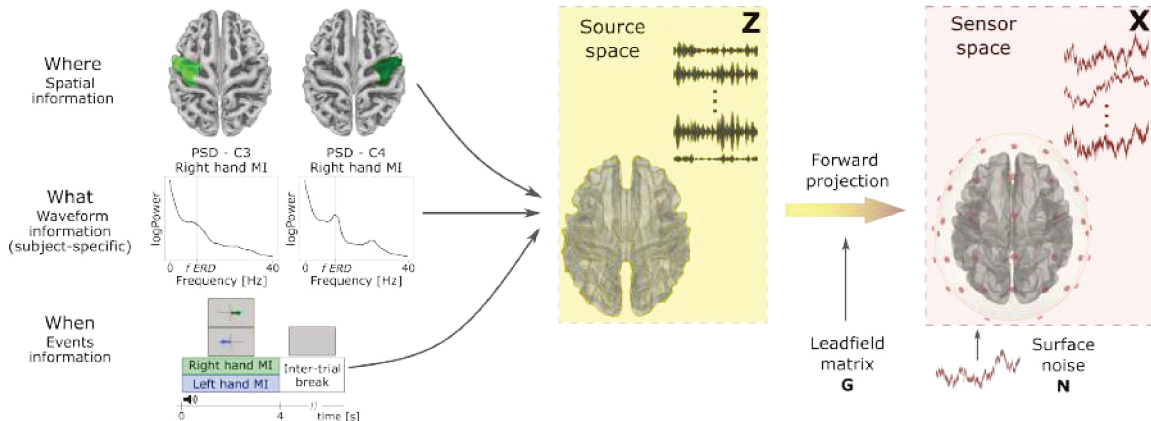 Where
Spatial
information
PSD - C3
Right hand MI
PSD - C4
Right hand MI
What
Waveform
information
(subject-specific)
logPower
0
f ERD
40
Frequency [Hz]
logPower
0
f ERD
40
Frequency [Hz]
When
Events
information
Right hand MI
Left hand MI
Inter-trial
break
0
4
//
time [s]
Source
space
Z
Forward
projection
Leadfield
matrix
G
Sensor
space
X
Surface
noise
N